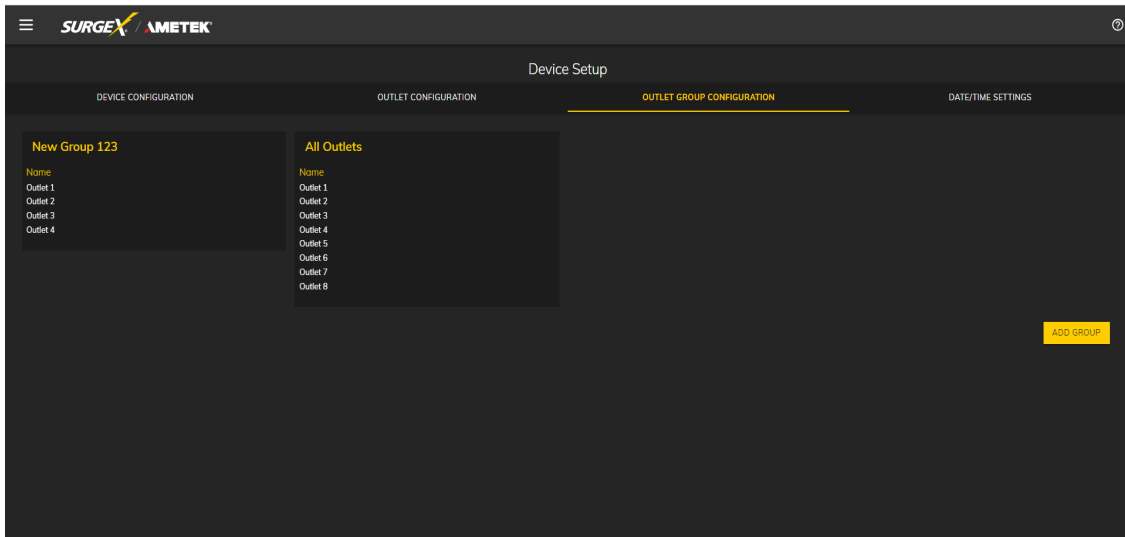 SURGEX / AMETEK
Device Setup
DEVICE CONFIGURATION
OUTLET CONFIGURATION
OUTLET GROUP CONFIGURATION
DATE/TIME SETTINGS
New Group 123
Name
Outlet 1
Outlet 2
Outlet 3
Outlet 4
All Outlets
Name
Outlet 1
Outlet 2
Outlet 3
Outlet 4
Outlet 5
Outlet 6
Outlet 7
Outlet 8
ADD GROUP